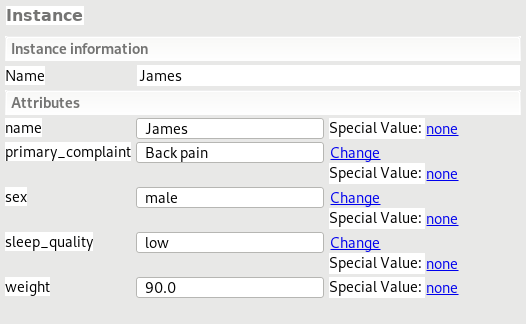 Instance
Instance information
Name James
Attributes
name James Special Value: none
primary_complaint Back pain Change
Special Value: none
sex male Change
Special Value: none
sleep_quality low Change
Special Value: none
weight 90.0 Special Value: none